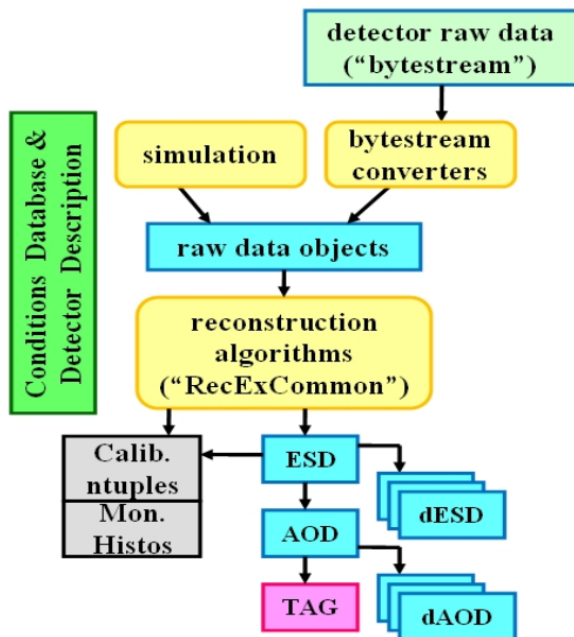 detector raw data
(“bytestream”)
simulation
bytestream
converters
Conditions Database &
Detector Description
raw data objects
reconstruction
algorithms
(“RecExCommon”)
Calib.
ntuples
Mon.
Histos
ESD
dESD
AOD
TAG
dAOD